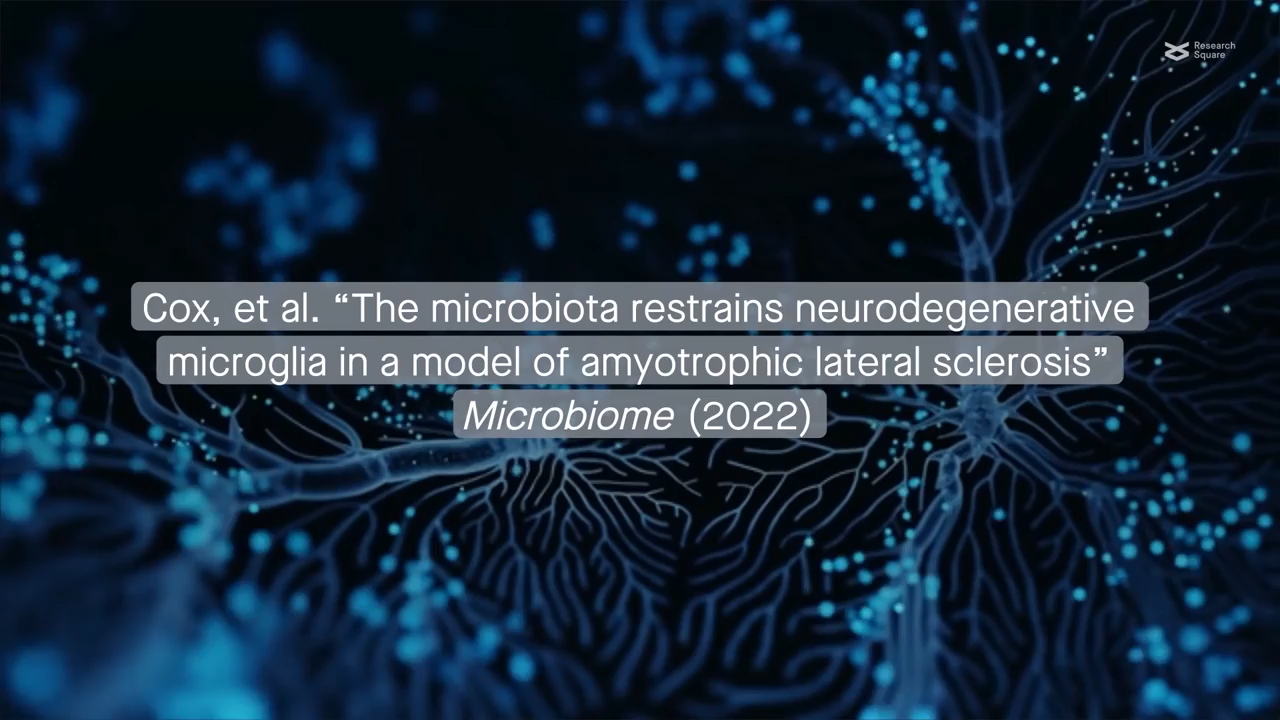 Research
Square
Cox, et al. “The microbiota restrains neurodegenerative
microglia in a model of amyotrophic lateral sclerosis”
Microbiome (2022)